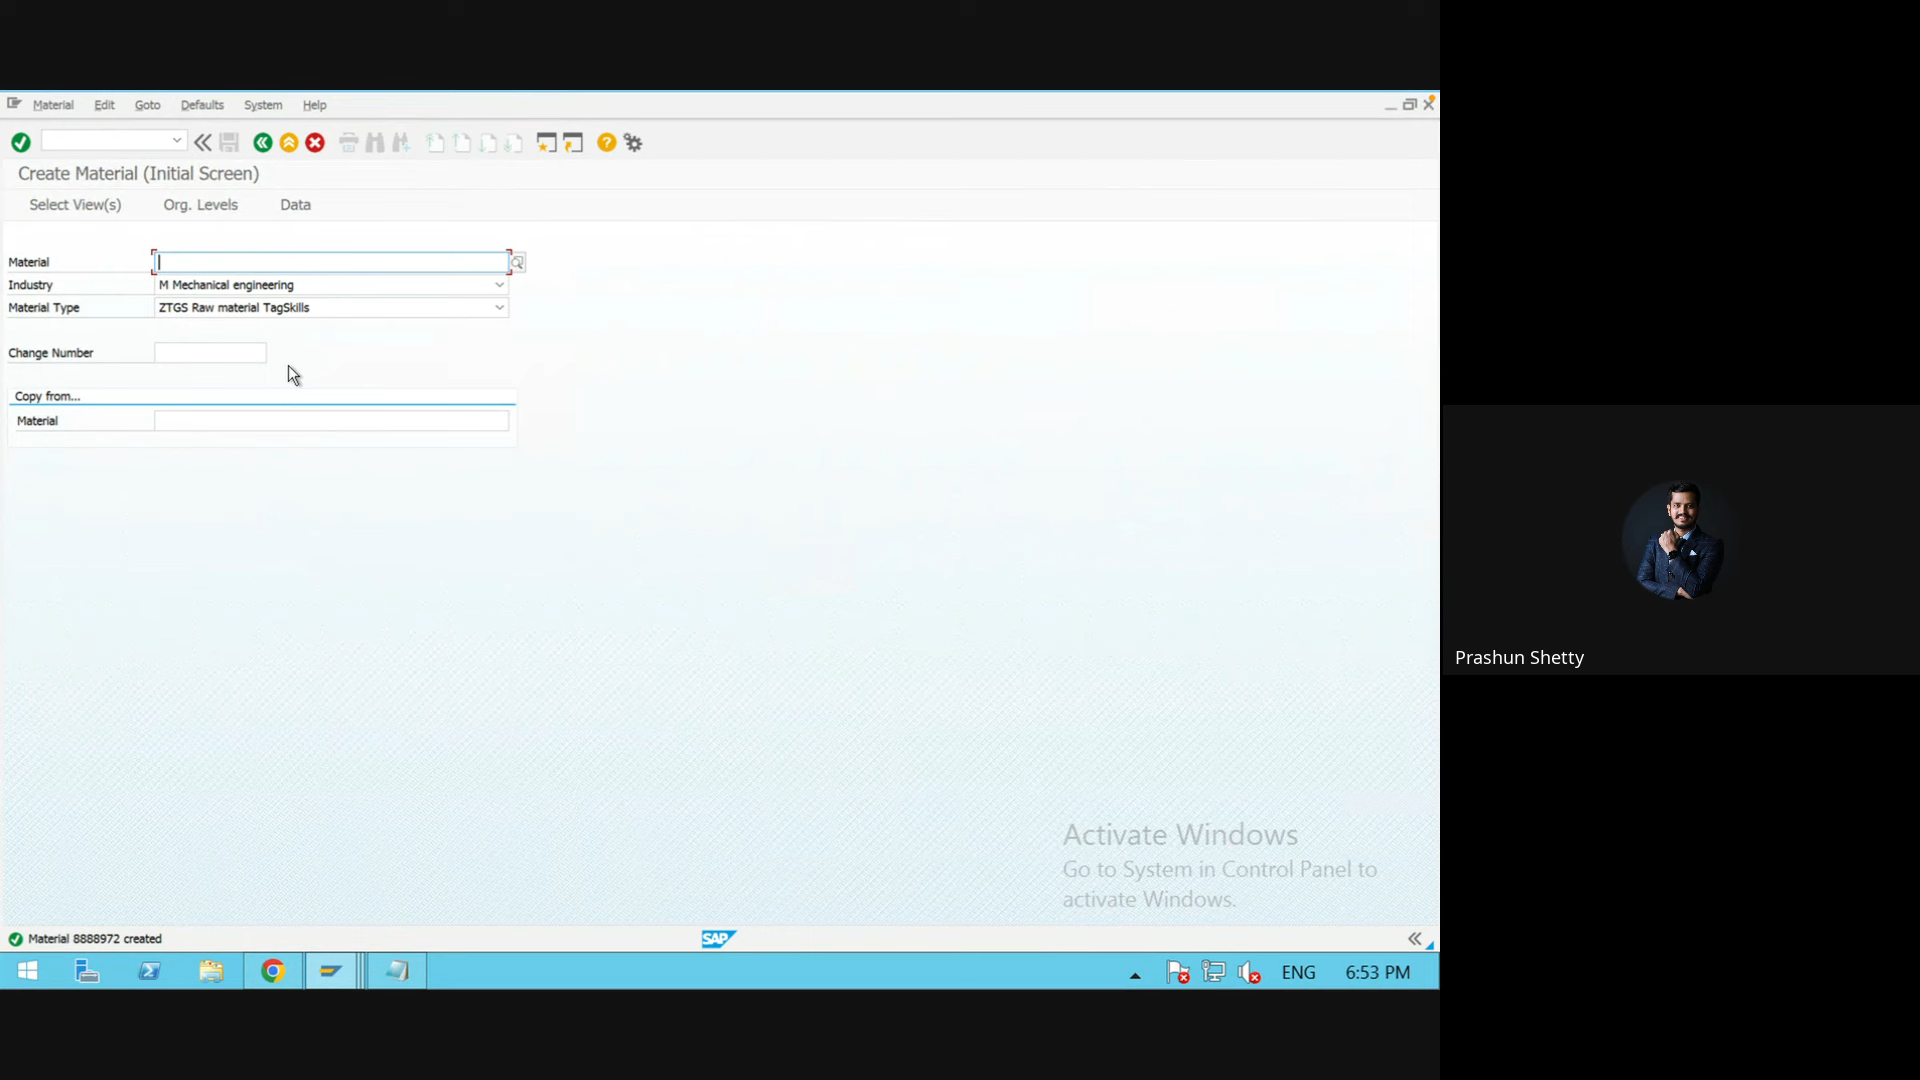 Material Edit Goto Defaults System Help
Create Material (Initial Screen)
Select View(s) Org. Levels Data
Material
Industry M Mechanical engineering
Material Type ZTGS Raw material TagSkills
Change Number
Copy from...
Material
Prashun Shetty
Activate Windows
Go to System in Control Panel to
activate Windows.
Material 8888972 created
SAP
ENG 6:53 PM